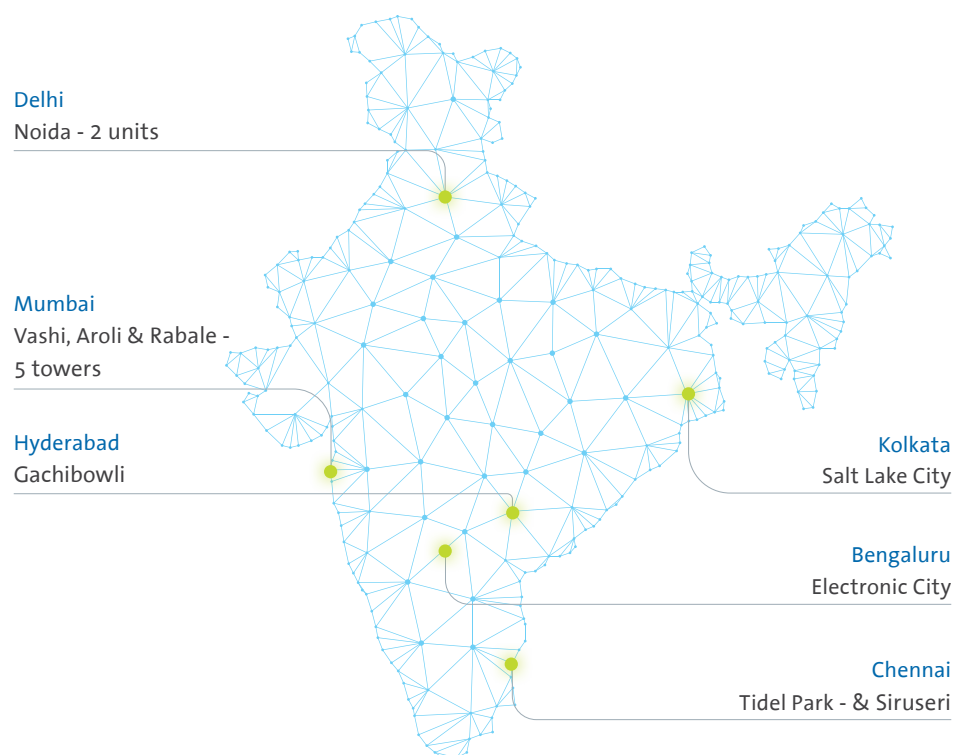 Delhi
Noida - 2 units
Mumbai
Vashi, Aroli & Rabale -
5 towers
Hyderabad
Gachibowli
Kolkata
Salt Lake City
Bengaluru
Electronic City
Chennai
Tidel Park - & Siruseri